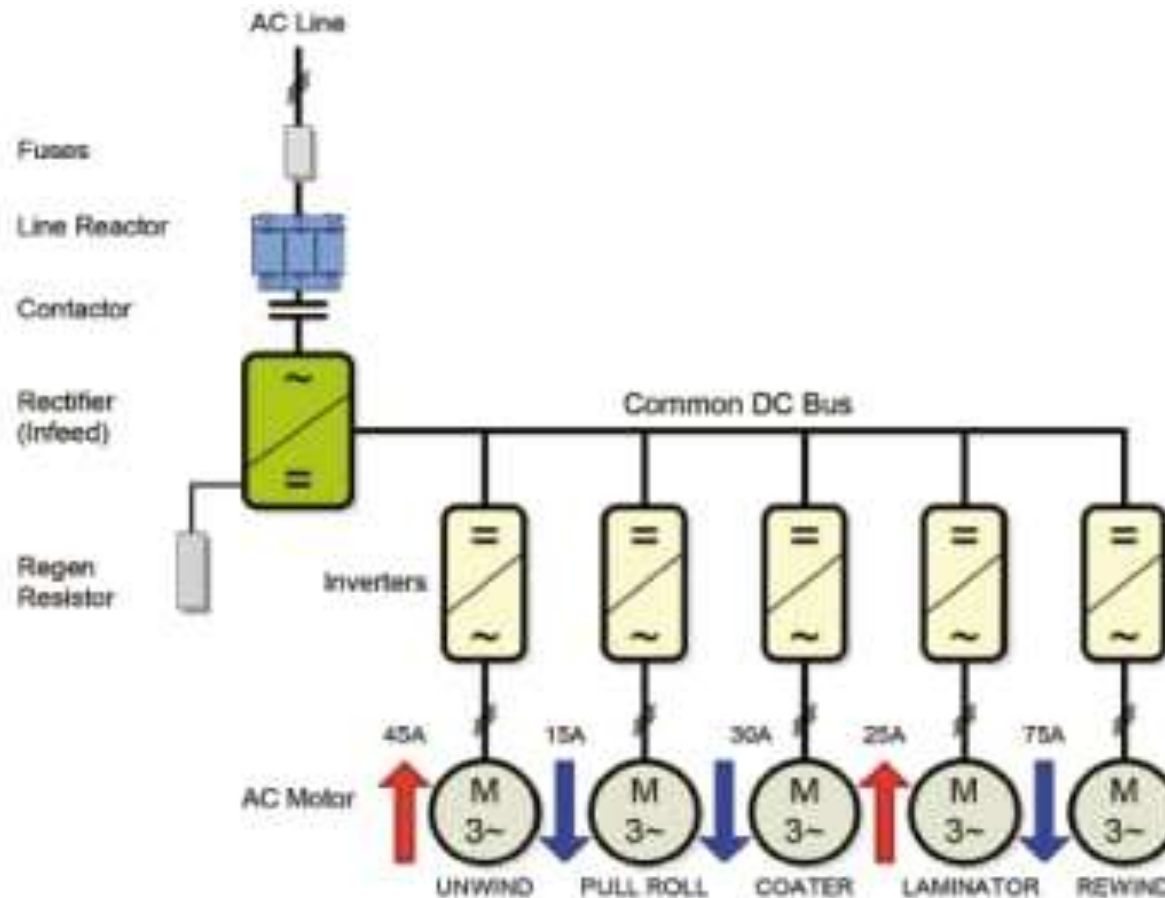 AC Line
Fuses
Line Reactor
Contactor
Rectifier
(Infeed)
Common DC Bus
~
=
Regen
Resistor
Inverters
=
~
=
~
=
~
=
~
=
~
45A
15A
30A
25A
75A
AC Motor
M
3~
M
3~
M
3~
M
3~
M
3~
UNWIND
PULL ROLL
COATER
LAMINATOR
REWIND